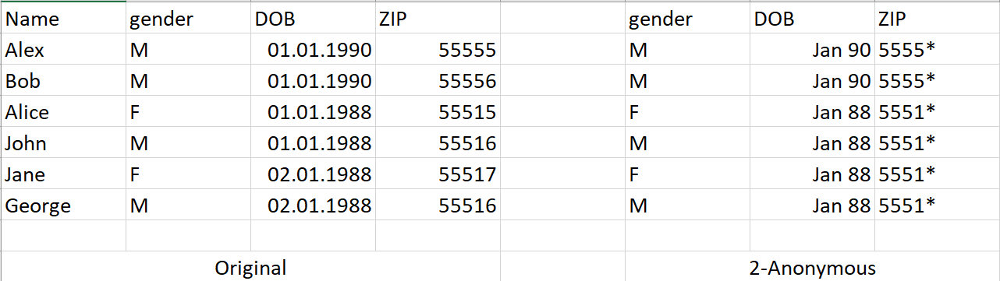 Name gender DOB ZIP gender DOB ZIP
Alex M 01.01.1990 55555 M Jan 90 5555*
Bob M 01.01.1990 55556 M Jan 90 5555*
Alice F 01.01.1988 55515 F Jan 88 5551*
John M 01.01.1988 55516 M Jan 88 5551*
Jane F 02.01.1988 55517 F Jan 88 5551*
George M 02.01.1988 55516 M Jan 88 5551*
Original 2-Anonymous